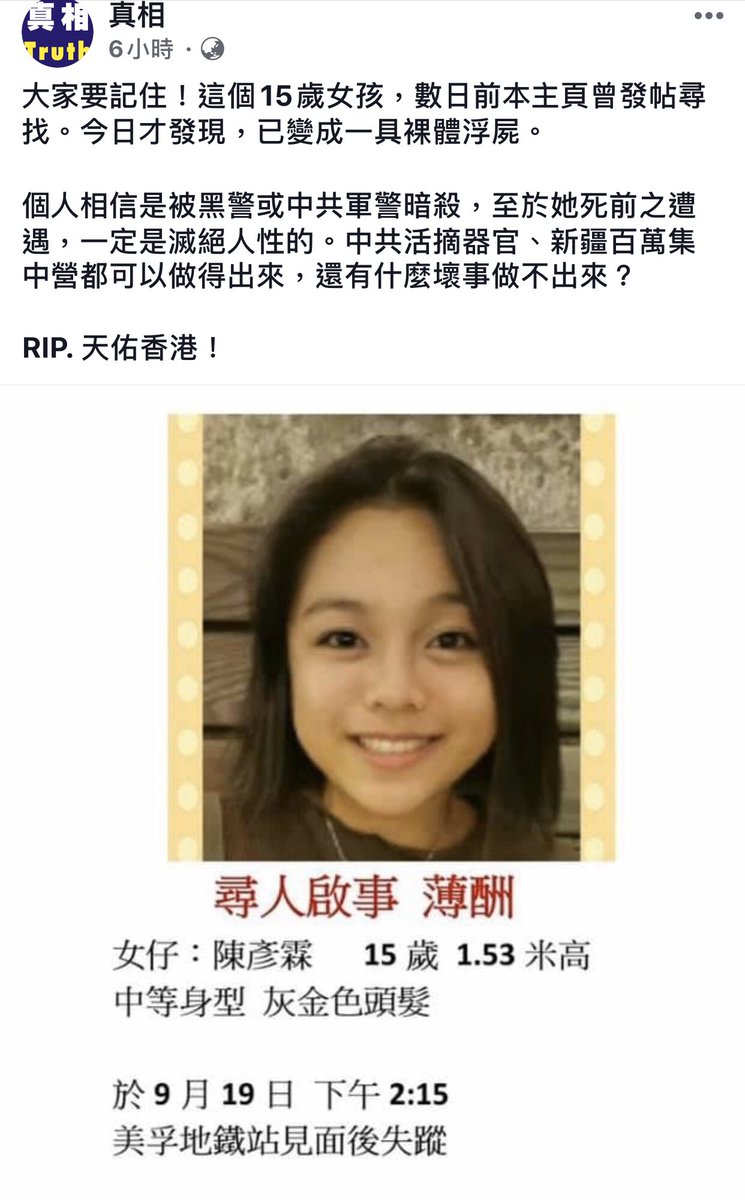 真相
Truth
真相
6小時
大家要記住！這個15歲女孩，數日前本主頁曾發帖尋
找。今日才發現，已變成一具裸體浮屍。
個人相信是被黑警或中共軍警暗殺，至於她死前之遭
遇，一定是滅絕人性的。中共活摘器官、新疆百萬集
中營都可以做得出來，還有什麼壞事做不出來？
RIP. 天佑香港！
尋人啟事 薄酬
女仔：陳彥霖 15 歲 1.53 米高
中等身型 灰金色頭髮
於 9 月 19 日 下午 2:15
美孚地鐵站見面後失蹤